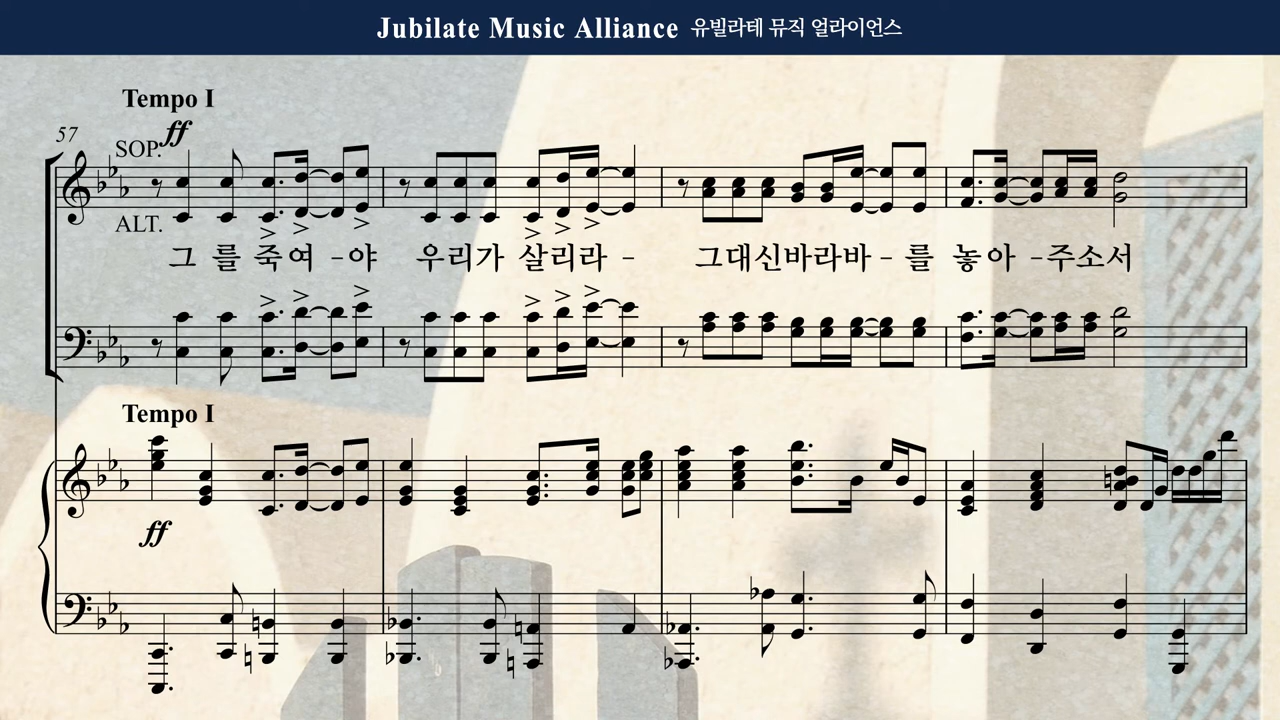 Jubilate Music Alliance 유빌라테 뮤직 얼라이언스
Tempo I
57
ff
SOP.
ALT.
그 를 죽여 - 야 우리가 살리라 - 그대신바라바 - 를 놓아 - 주소서
Tempo I
ff